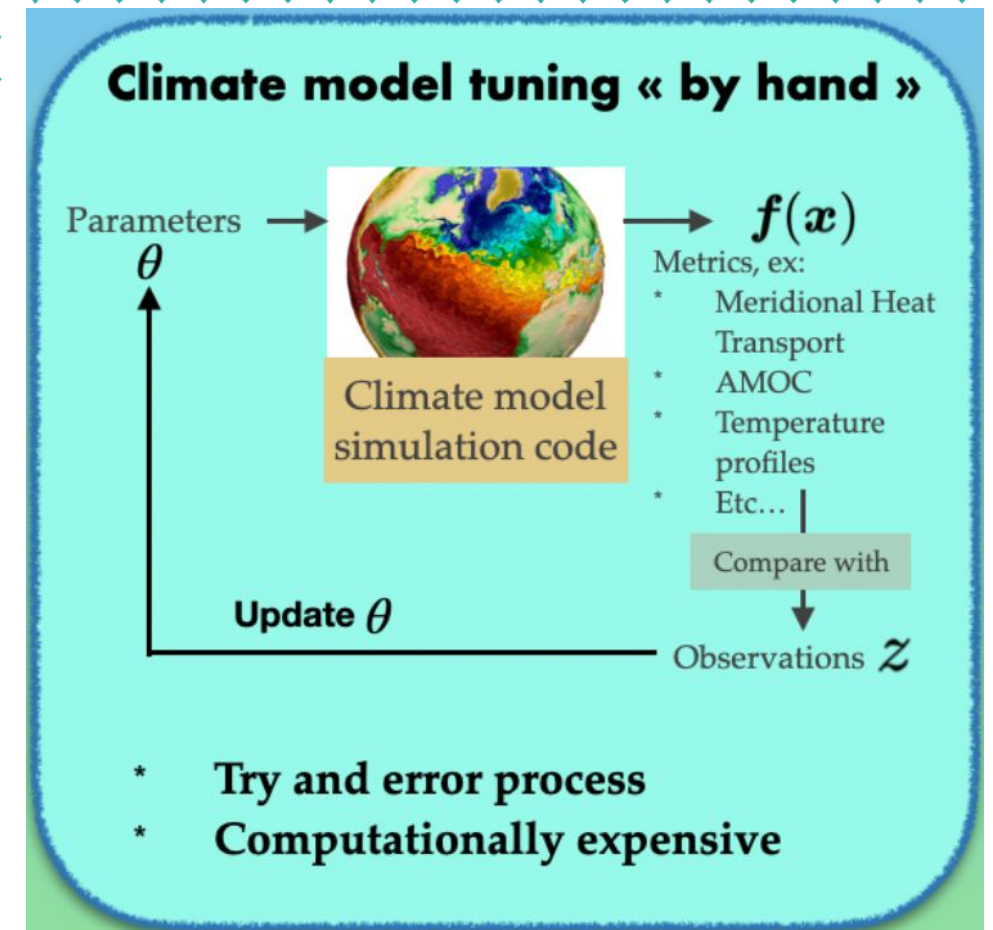 Climate model tuning « by hand »
Parameters
θ
Climate model
simulation code
f(x)
Metrics, ex:
* Meridional Heat
Transport
* AMOC
* Temperature
profiles
* Etc...
Compare with
Observations z
Update θ
* Try and error process
* Computationally expensive